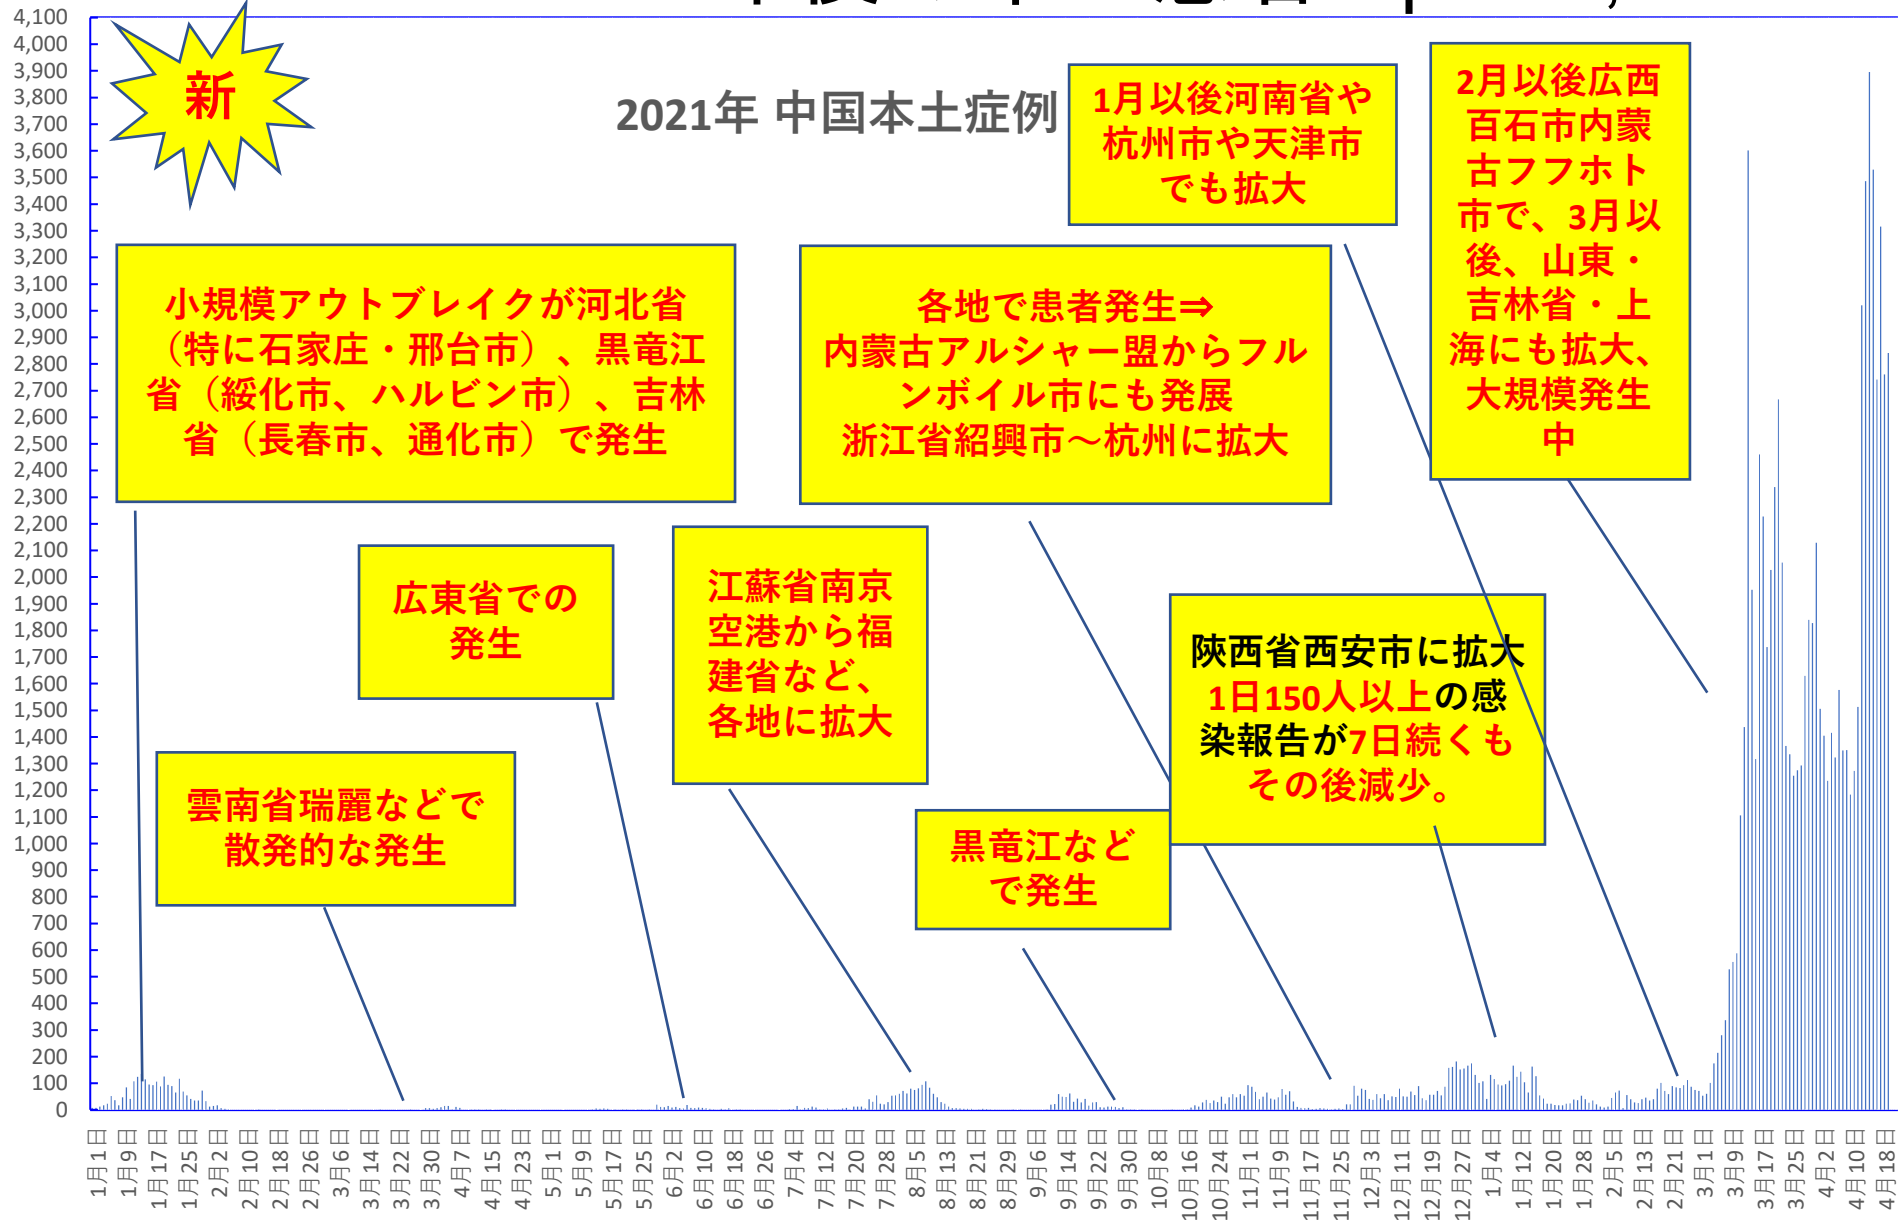 新
2021年 中国本土症例
1月以後河南省や
杭州市や天津市
でも拡大
2月以後広西
百石市内蒙
古フフホト
市で、3月以
後、山東・
吉林省・上
海にも拡大、
大規模発生
中
小規模アウトブレイクが河北省
（特に石家庄・邢台市）、黒竜江
省（綏化市、ハルビン市）、吉林
省（長春市、通化市）で発生
各地で患者発生⇒
内蒙古アルシャー盟からフル
ンボイル市にも発展
浙江省紹興市～杭州に拡大
広東省での
発生
江蘇省南京
空港から福
建省など、
各地に拡大
陝西省西安市に拡大
1日150人以上の感
染報告が7日続くも
その後減少。
雲南省瑞麗などで
散発的な発生
黒竜江など
で発生
4,100
4,000
3,900
3,800
3,700
3,600
3,500
3,400
3,300
3,200
3,100
3,000
2,900
2,800
2,700
2,600
2,500
2,400
2,300
2,200
2,100
2,000
1,900
1,800
1,700
1,600
1,500
1,400
1,300
1,200
1,100
1,000
900
800
700
600
500
400
300
200
100
0
1月1日
1月9日
1月17日
1月25日
2月2日
2月10日
2月18日
2月26日
3月6日
3月14日
3月22日
3月30日
4月7日
4月15日
4月23日
5月1日
5月9日
5月17日
5月25日
6月2日
6月10日
6月18日
6月26日
7月4日
7月12日
7月20日
7月28日
8月5日
8月13日
8月21日
8月29日
9月6日
9月14日
9月22日
9月30日
10月8日
10月16日
10月24日
11月1日
11月9日
11月17日
11月25日
12月3日
12月11日
12月19日
12月27日
1月4日
1月12日
1月20日
1月28日
2月5日
2月13日
2月21日
3月1日
3月9日
3月17日
3月25日
4月2日
4月10日
4月18日